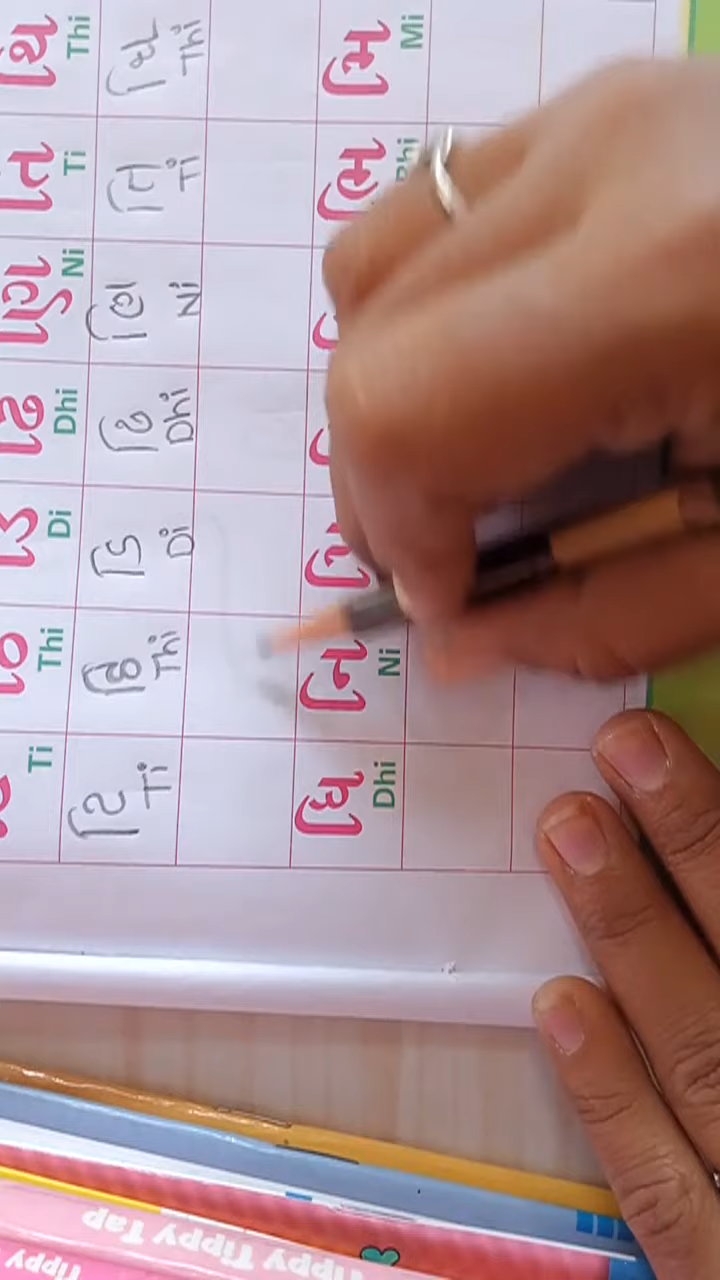 ટિ ઠિ ડિ ઢિ ણિ તિ થિ
Ti Thi Di Dhi Ni Ti Thi
ટિ ઠિ ડિ ઢિ ણિ તિ થિ
Ti Thi Di Dhi Ni Ti Thi
ધિ નિ ભિ મિ
Dhi Ni Mi
Tippy Tippy Tap